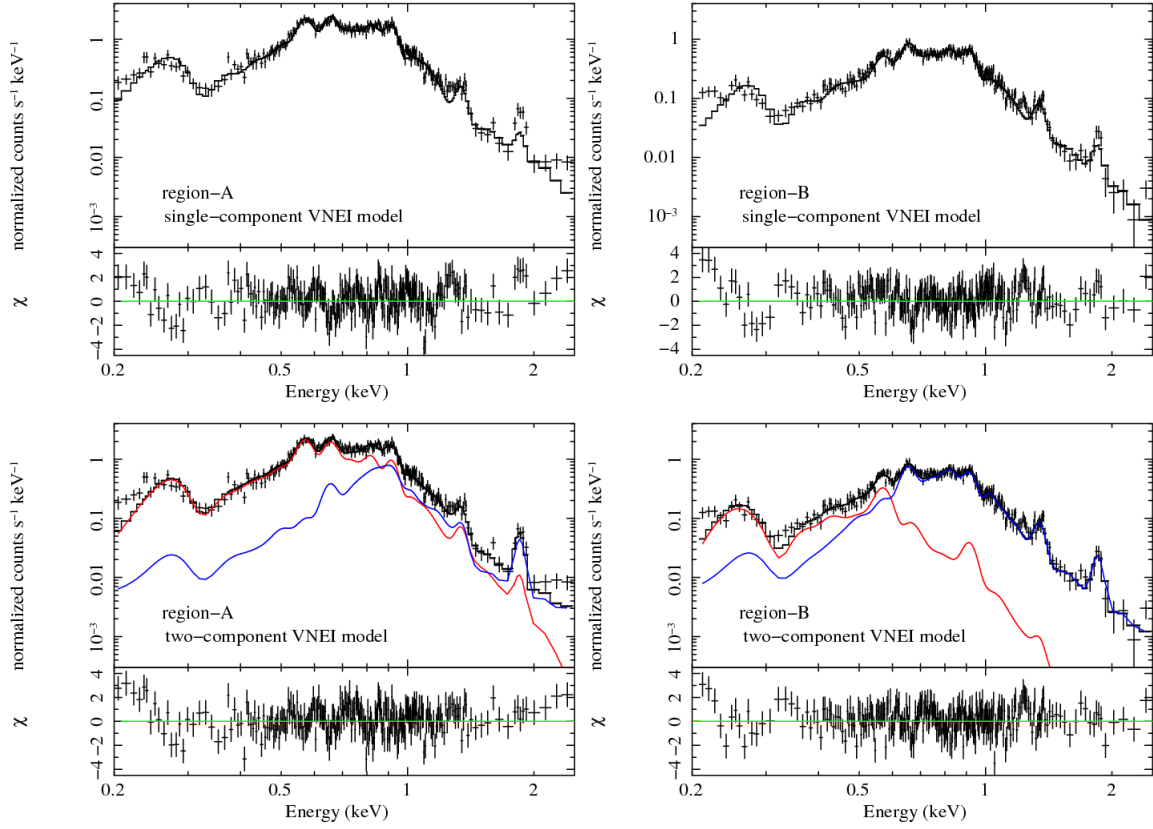 normalized counts s⁻¹ keV⁻¹
1
0.1
0.01
10⁻³
region−A
single−component VNEI model
χ
4
2
0
−2
−4
0.2
0.5
1
2
Energy (keV)
normalized counts s⁻¹ keV⁻¹
1
0.1
0.01
10⁻³
region−B
single−component VNEI model
χ
4
2
0
−2
−4
0.2
0.5
1
2
Energy (keV)
normalized counts s⁻¹ keV⁻¹
1
0.1
0.01
10⁻³
region−A
two−component VNEI model
χ
4
2
0
−2
−4
0.2
0.5
1
2
Energy (keV)
normalized counts s⁻¹ keV⁻¹
1
0.1
0.01
10⁻³
region−B
two−component VNEI model
χ
4
2
0
−2
−4
0.2
0.5
1
2
Energy (keV)